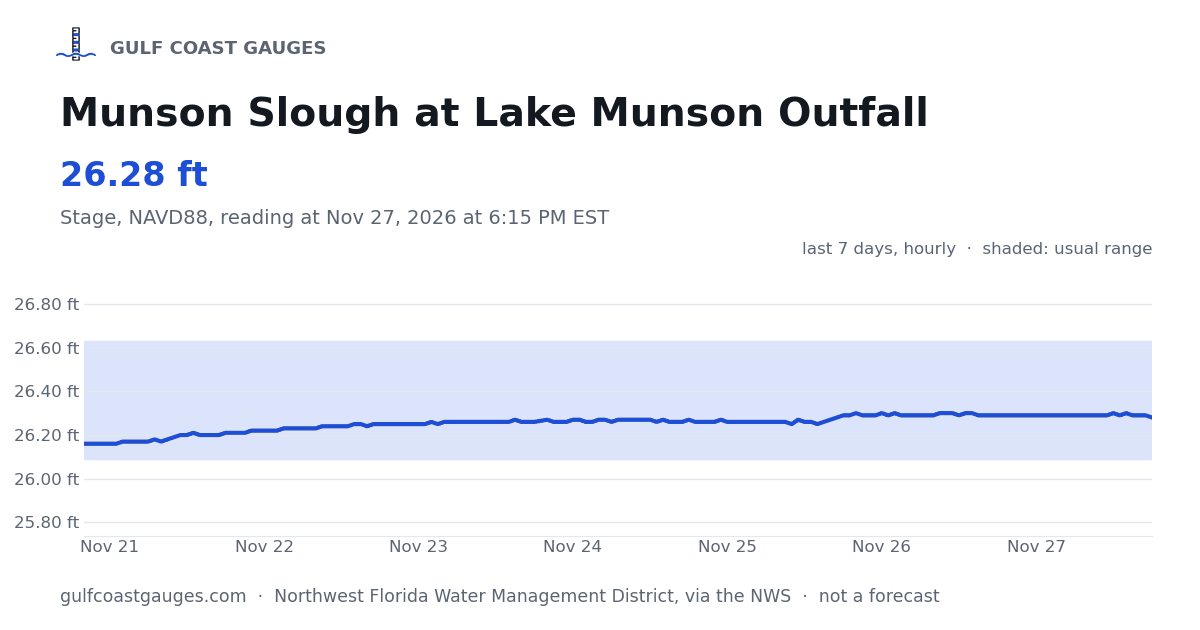 GULF COAST GAUGES
Munson Slough at Lake Munson Outfall
26.28 ft
Stage, NAVD88, reading at Nov 27, 2026 at 6:15 PM EST
last 7 days, hourly · shaded: usual range
26.80 ft
26.60 ft
26.40 ft
26.20 ft
26.00 ft
25.80 ft
Nov 21 Nov 22 Nov 23 Nov 24 Nov 25 Nov 26 Nov 27
gulfcoastgauges.com · Northwest Florida Water Management District, via the NWS · not a forecast